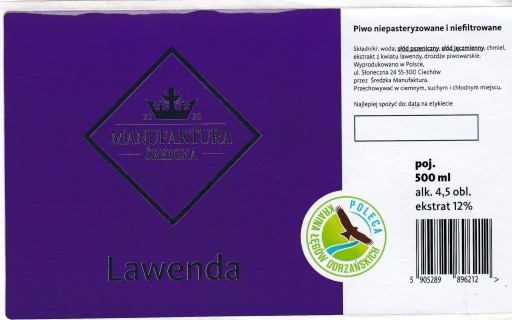 20 20
MANUFAKTURA
ŚREDZKA
Lawenda
Piwo niepasteryzowane i niefiltrowane
Składniki: woda; słód pszeniczny, słód jęczmienny, chmiel,
ekstrakt z kwiatu lawendy, drożdże piwowarskie.
Wyprodukowano w Polsce,
ul. Słoneczna 24 55-300 Ciechów
przez Średzka Manufaktura.
Przechowywać w ciemnym, suchym i chłodnym miejscu.
Najlepiej spożyć do: data na etykiecie
poj.
500 ml
alk. 4,5 obl.
ekstrat 12%
POLECA
KRAINA ŁĘGÓW ODRZAŃSKICH
5 905289 896212 >